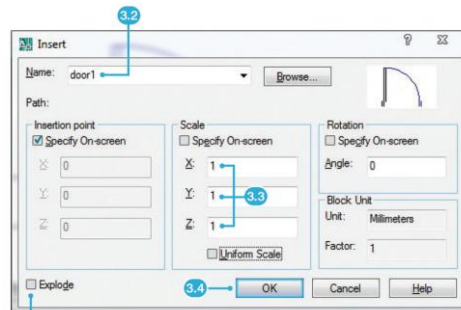 3.2
Insert
Name: door1 Browse...
Path:
Insertion point
Specify On-screen
X: 0
Y: 0
Z: 0
Scale
Specify On-screen
X: 1
Y: 1
Z: 1
3.3
Uniform Scale
Rotation
Specify On-screen
Angle: 0
Block Unit
Unit: Millimeters
Factor: 1
Explode
3.4
OK Cancel Help